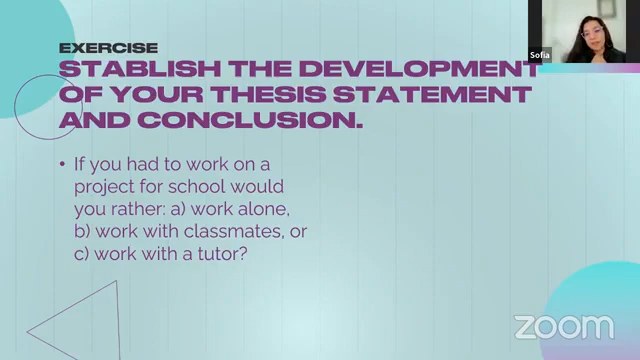 EXERCISE
STABLISH THE DEVELOPMENT
OF YOUR THESIS STATEMENT
AND CONCLUSION.
• If you had to work on a
project for school would
you rather: a) work alone,
b) work with classmates, or
c) work with a tutor?
Sofía
zoom